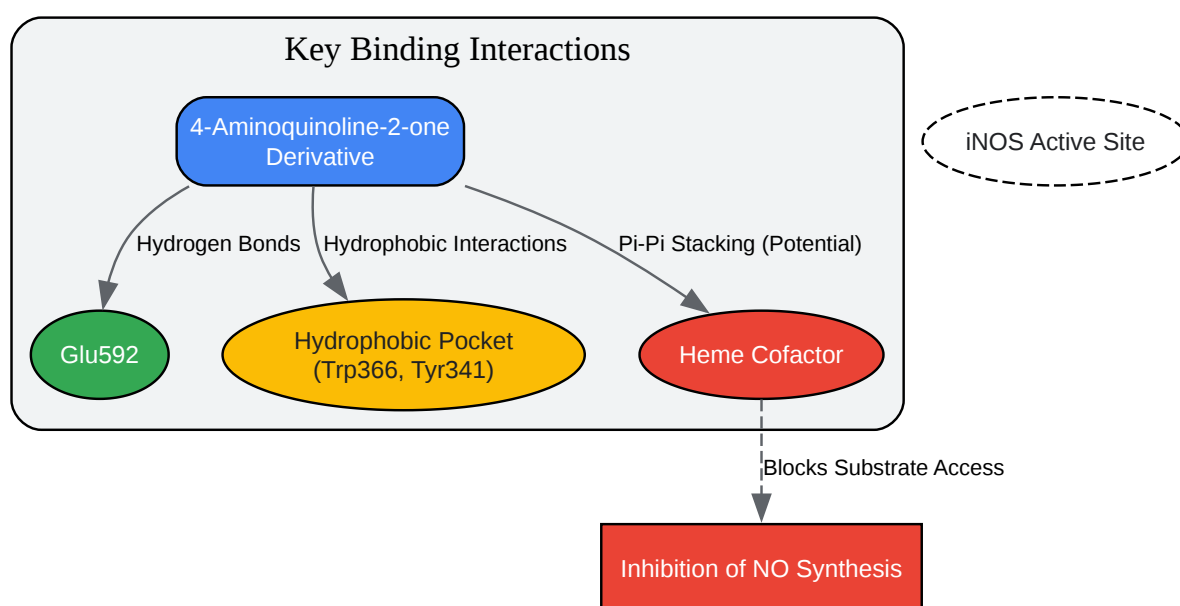 Key Binding Interactions
4-Aminoquinoline-2-one
Derivative
iNOS Active Site
Hydrogen Bonds
Hydrophobic Interactions
Pi-Pi Stacking (Potential)
Glu592
Hydrophobic Pocket
(Trp366, Tyr341)
Heme Cofactor
Blocks Substrate Access
Inhibition of NO Synthesis